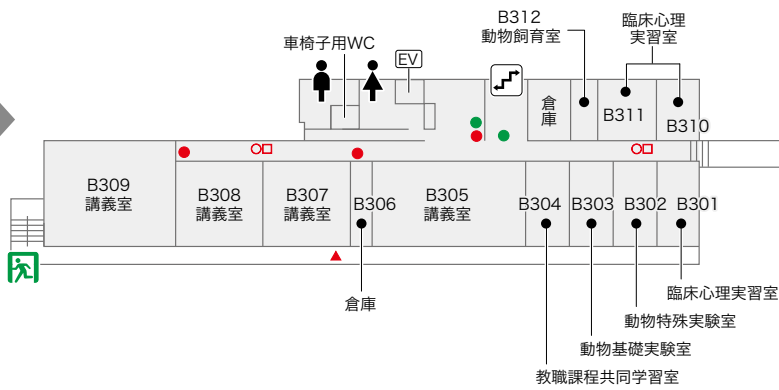 B312
動物飼育室
臨床心理
実習室
車椅子用WC
EV
倉
庫
B311
B310
B309
講義室
B308
講義室
B307
講義室
B306
B305
講義室
B304
B303
B302
B301
倉庫
臨床心理実習室
動物特殊実験室
動物基礎実験室
教職課程共同学習室